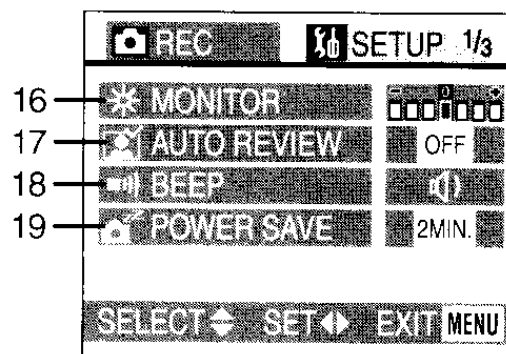 REC SETUP 1/3
16 MONITOR - 0 +
17 AUTO REVIEW OFF
18 BEEP
19 POWER SAVE 2MIN.
SELECT SET EXIT MENU